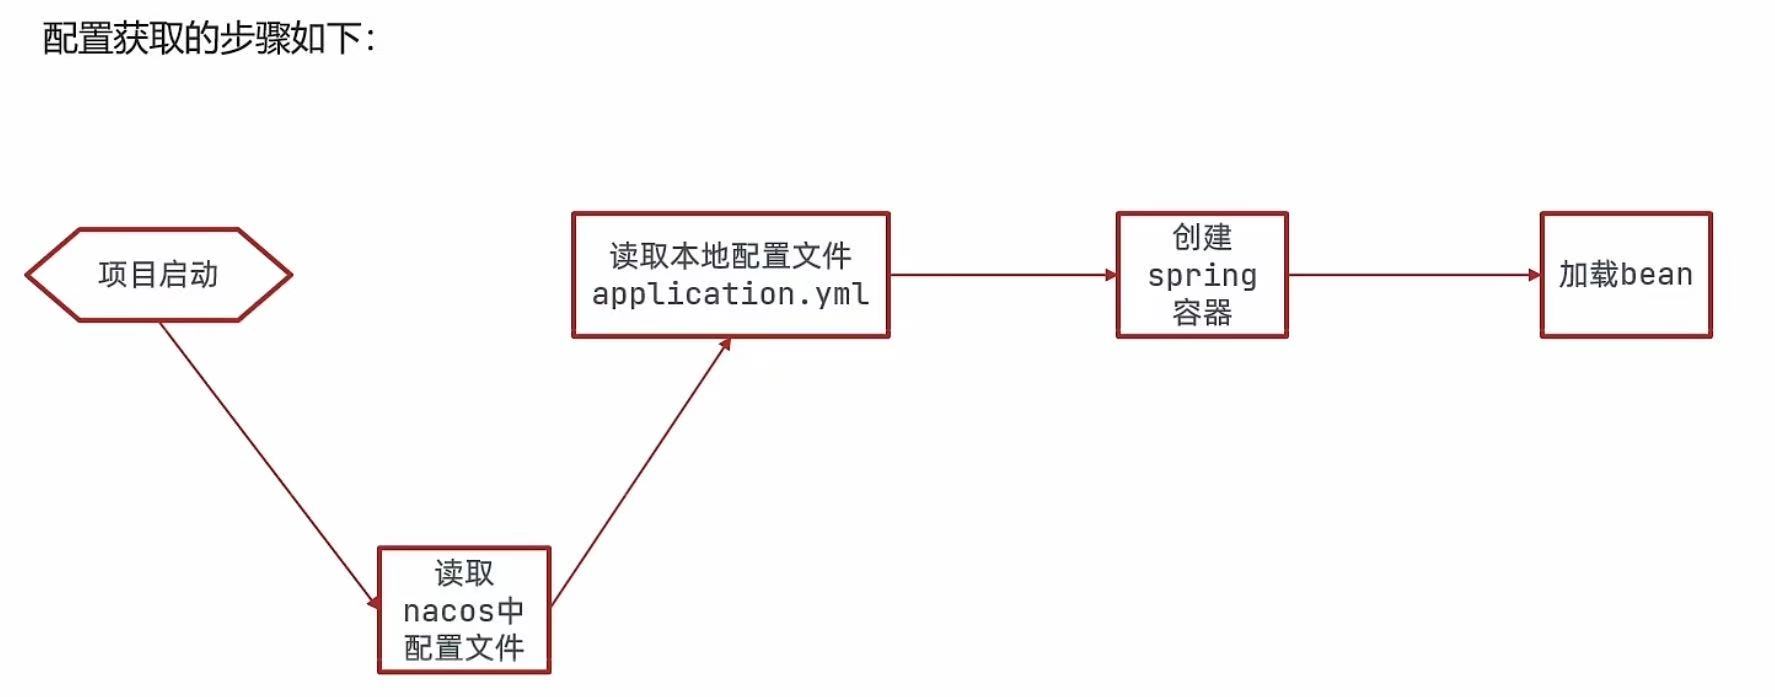 配置获取的步骤如下：
项目启动
读取
nacos中
配置文件
读取本地配置文件
application.yml
创建
spring
容器
加载bean